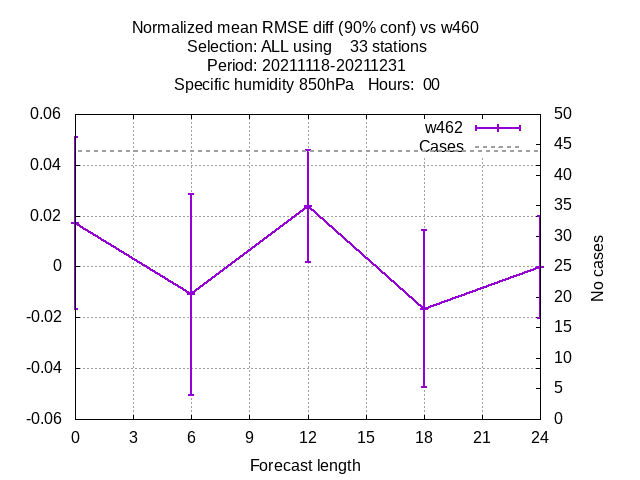 Normalized mean RMSE diff (90% conf) vs w460
Selection: ALL using    33 stations
Period: 20211118-20211231
Specific humidity 850hPa   Hours:  00
w462
Cases
0.06
0.04
0.02
0
-0.02
-0.04
-0.06
50
45
40
35
30
25
20
15
10
5
0
No cases
0 3 6 9 12 15 18 21 24
Forecast length